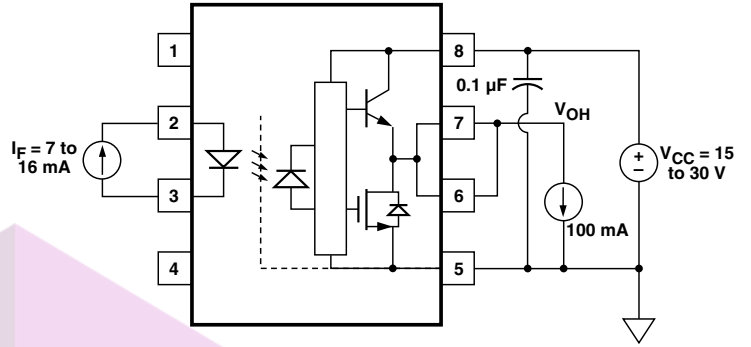 1
8
0.1 µF
2
7
V_OH
I_F = 7 to
16 mA
+
–
V_CC = 15
to 30 V
3
6
100 mA
4
5